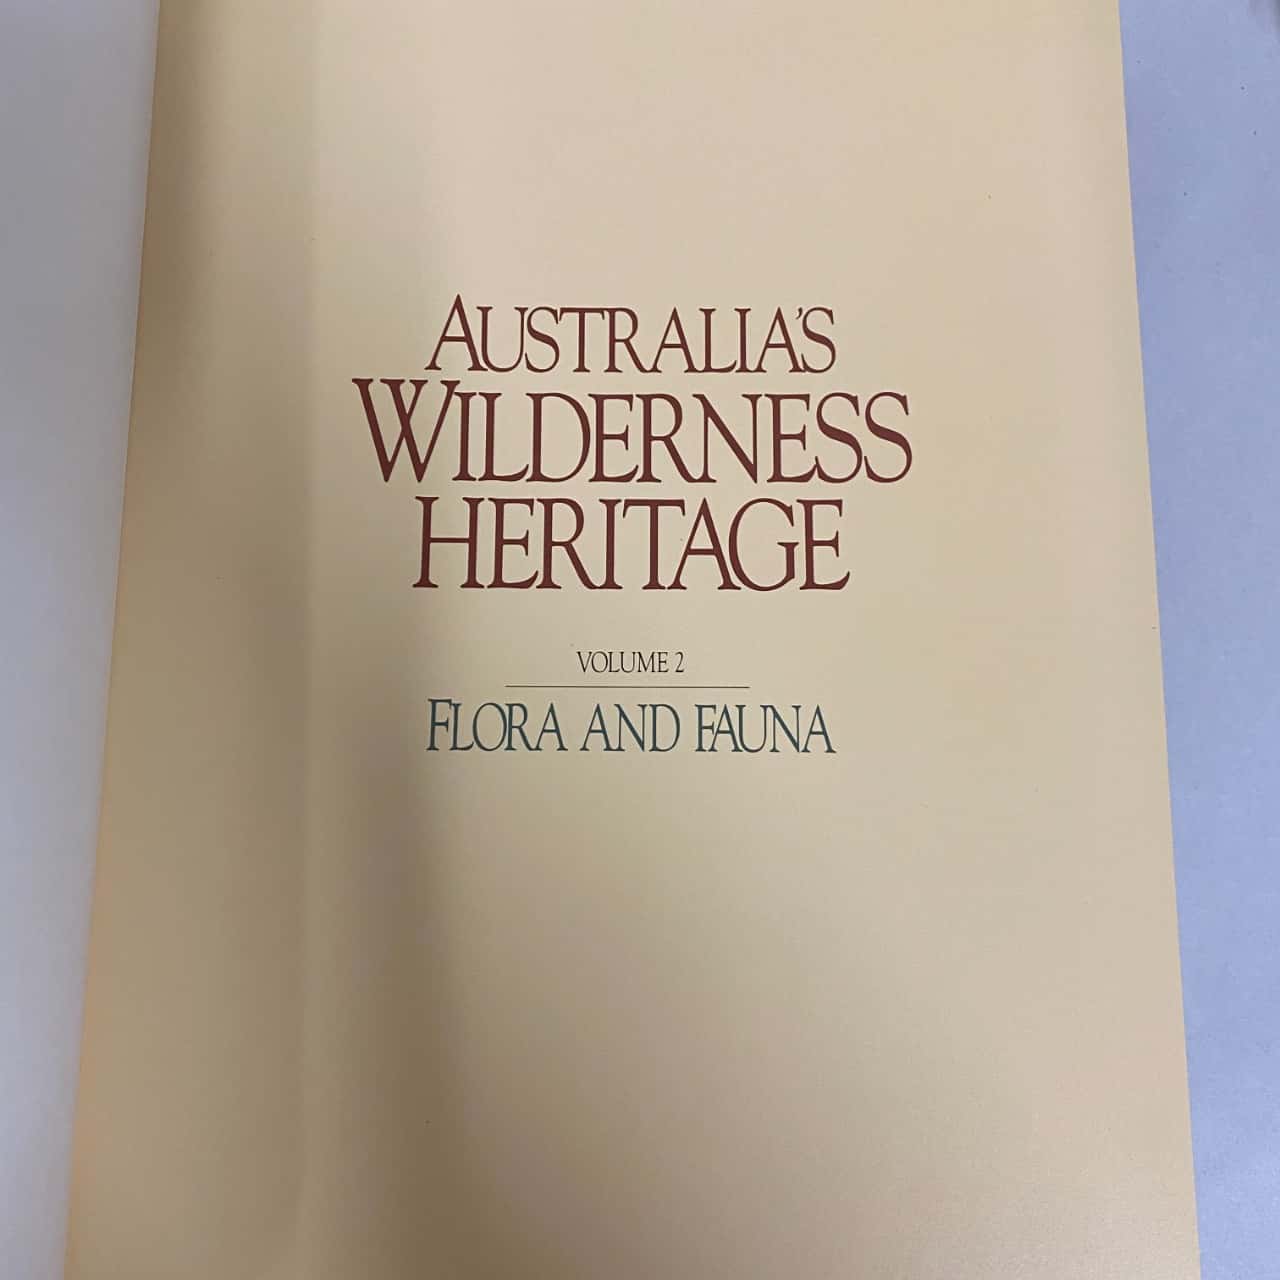 AUSTRALIA'S
WILDERNESS
HERITAGE
VOLUME 2
FLORA AND FAUNA